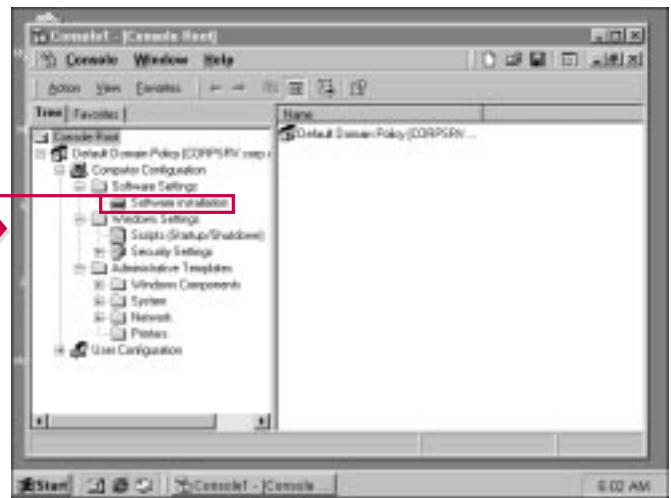 Console1 - [Console Root]
Console Window Help
Action View Favorites
Tree Favorites
Name
Console Root
Default Domain Policy (CORPSRV.corp.
Default Domain Policy (CORPSRV ...
Computer Configuration
Software Settings
Software installation
Windows Settings
Scripts (Startup/Shutdown)
Security Settings
Administrative Templates
Windows Components
System
Network
Printers
User Configuration
Start
Console1 - [Console ...
6:02 AM